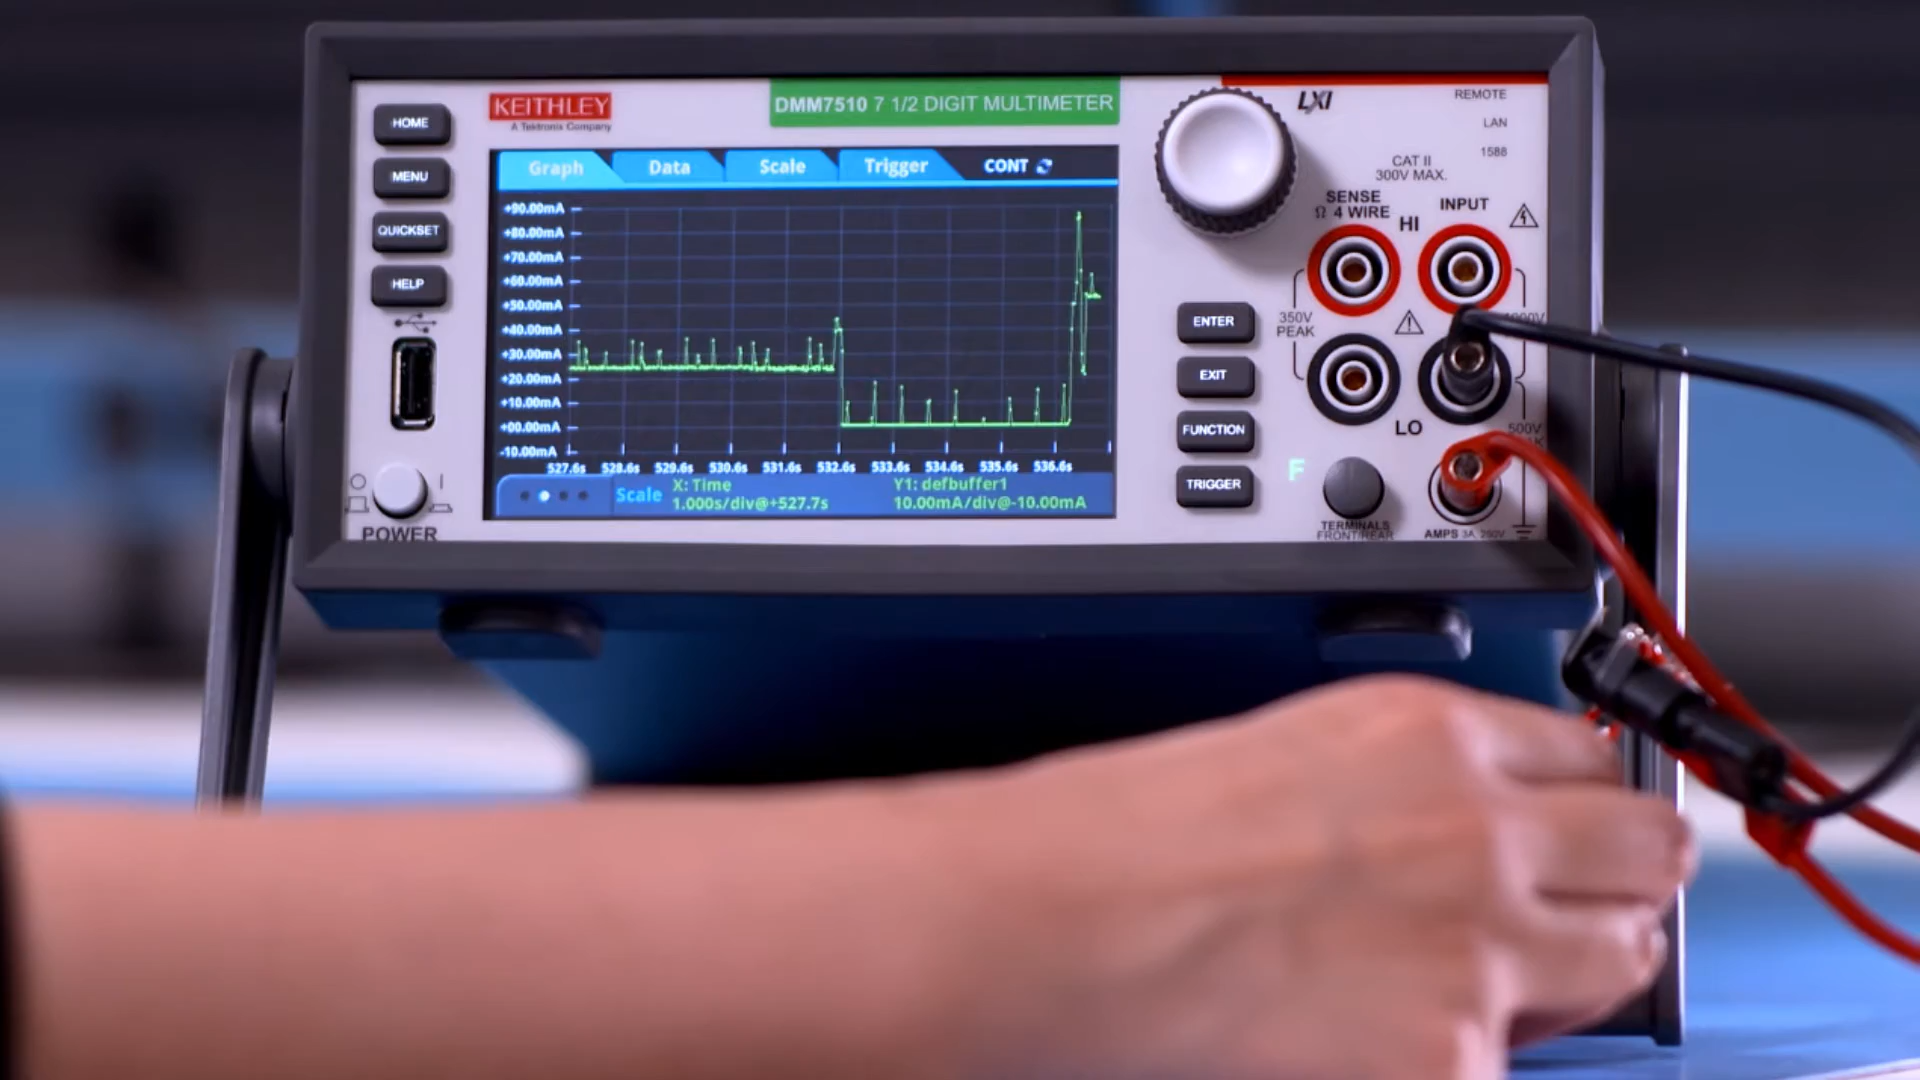 HOME
MENU
QUICKSET
HELP
POWER
KEITHLEY
A Tektronix Company
DMM7510 7 1/2 DIGIT MULTIMETER
Graph
Data
Scale
Trigger
CONT
+90.00mA
+80.00mA
+70.00mA
+60.00mA
+50.00mA
+40.00mA
+30.00mA
+20.00mA
+10.00mA
+00.00mA
-10.00mA
527.6s 528.6s 529.6s 530.6s 531.6s 532.6s 533.6s 534.6s 535.6s 536.6s
Scale
X: Time
1.000s/div@+527.7s
Y1: defbuffer1
10.00mA/div@-10.00mA
ENTER
EXIT
FUNCTION
TRIGGER
LXI
REMOTE
LAN
1588
CAT II
300V MAX.
SENSE
Ω 4 WIRE
HI
INPUT
350V
PEAK
LO
F
TERMINALS
FRONT/REAR
AMPS 3A, 250V